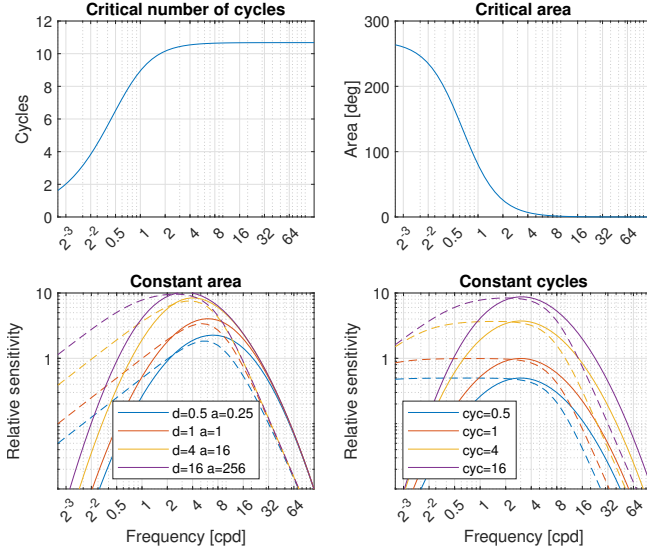 Critical number of cycles
12
10
8
6
4
2
0
Cycles
2^-3 2^-2 0.5 1 2 4 8 16 32 64
Critical area
300
200
100
0
Area [deg]
2^-3 2^-2 0.5 1 2 4 8 16 32 64
Constant area
10
1
Relative sensitivity
d=0.5 a=0.25
d=1 a=1
d=4 a=16
d=16 a=256
2^-3 2^-2 0.5 1 2 4 8 16 32 64
Frequency [cpd]
Constant cycles
10
1
Relative sensitivity
cyc=0.5
cyc=1
cyc=4
cyc=16
2^-3 2^-2 0.5 1 2 4 8 16 32 64
Frequency [cpd]